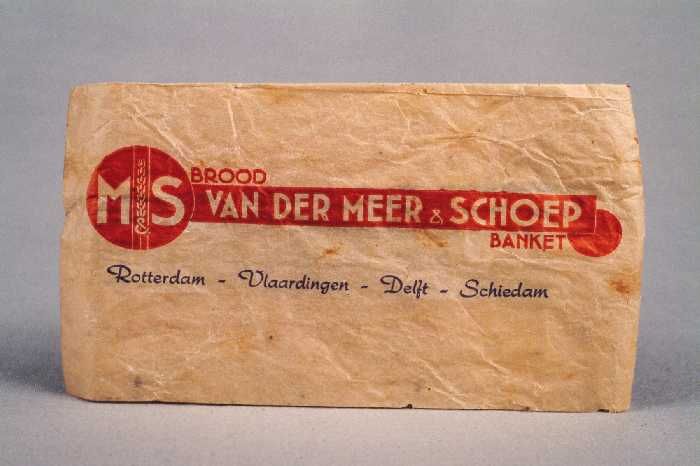 MS
BROOD
VAN DER MEER & SCHOEP
BANKET
Rotterdam - Vlaardingen - Delft - Schiedam